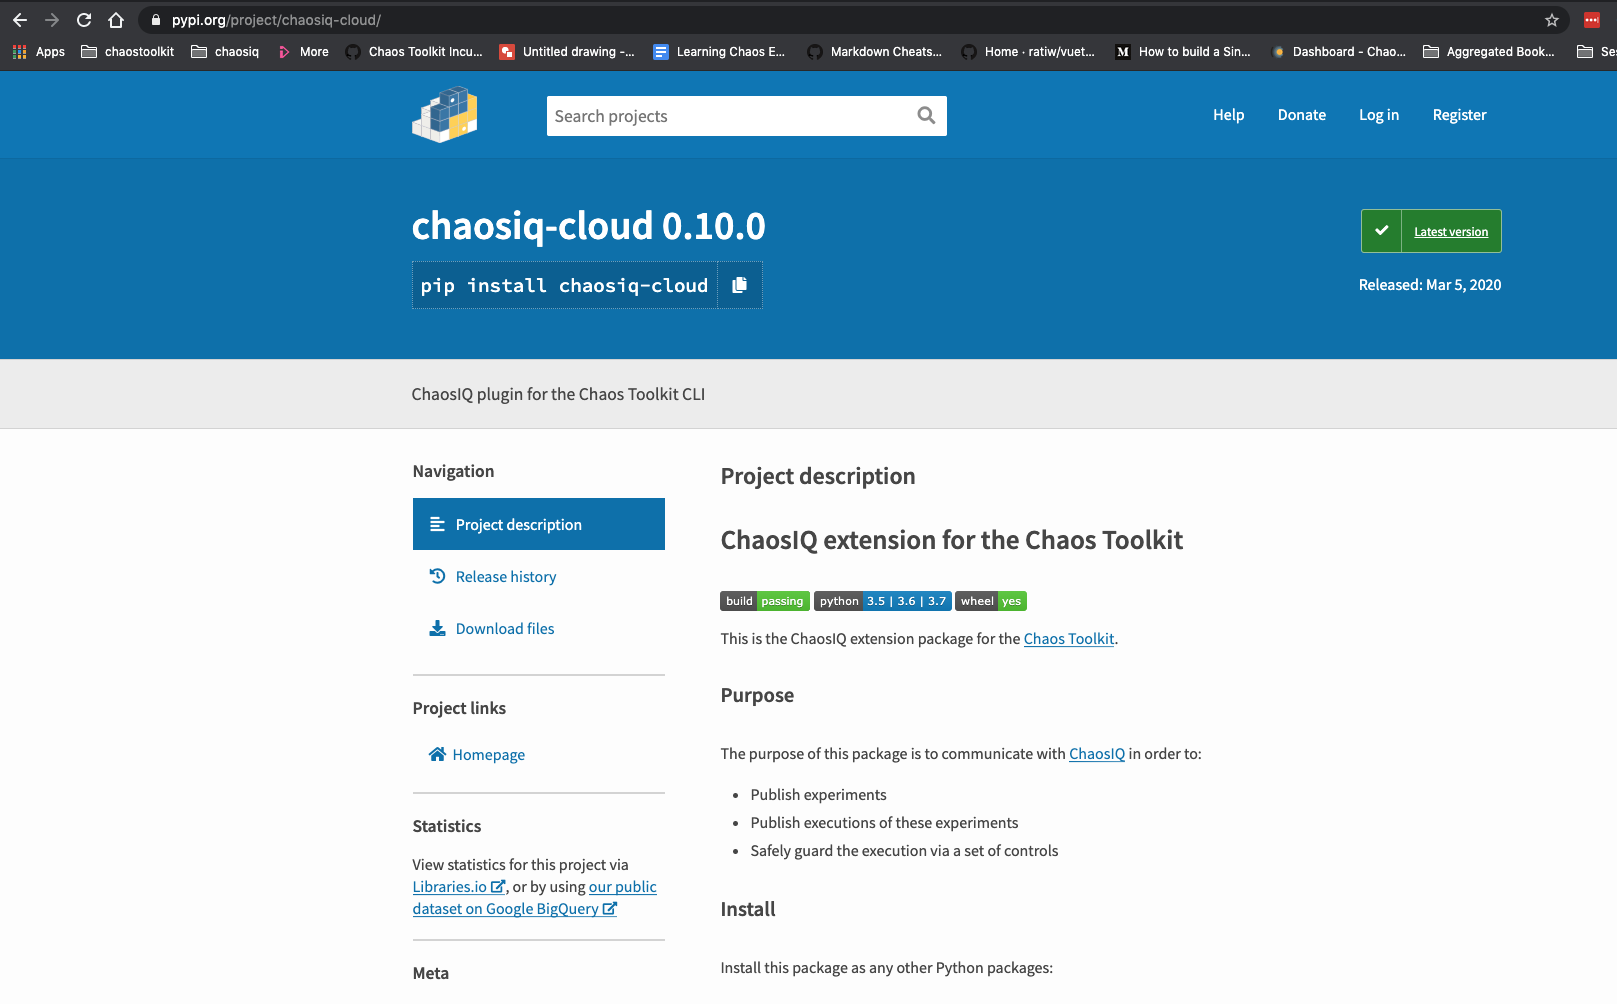 pypi.org/project/chaosiq-cloud/
Apps chaostoolkit chaosiq More Chaos Toolkit Incu... Untitled drawing -... Learning Chaos E... Markdown Cheats... Home · ratiw/vuet... M How to build a Sin... Dashboard - Chao... Aggregated Book... Ses
Search projects
Help Donate Log in Register
chaosiq-cloud 0.10.0
pip install chaosiq-cloud
Latest version
Released: Mar 5, 2020
ChaosIQ plugin for the Chaos Toolkit CLI
Navigation
Project description
Release history
Download files
Project links
Homepage
Statistics
View statistics for this project via
Libraries.io, or by using our public
dataset on Google BigQuery
Meta
Project description
ChaosIQ extension for the Chaos Toolkit
build passing python 3.5 | 3.6 | 3.7 wheel yes
This is the ChaosIQ extension package for the Chaos Toolkit.
Purpose
The purpose of this package is to communicate with ChaosIQ in order to:
• Publish experiments
• Publish executions of these experiments
• Safely guard the execution via a set of controls
Install
Install this package as any other Python packages: